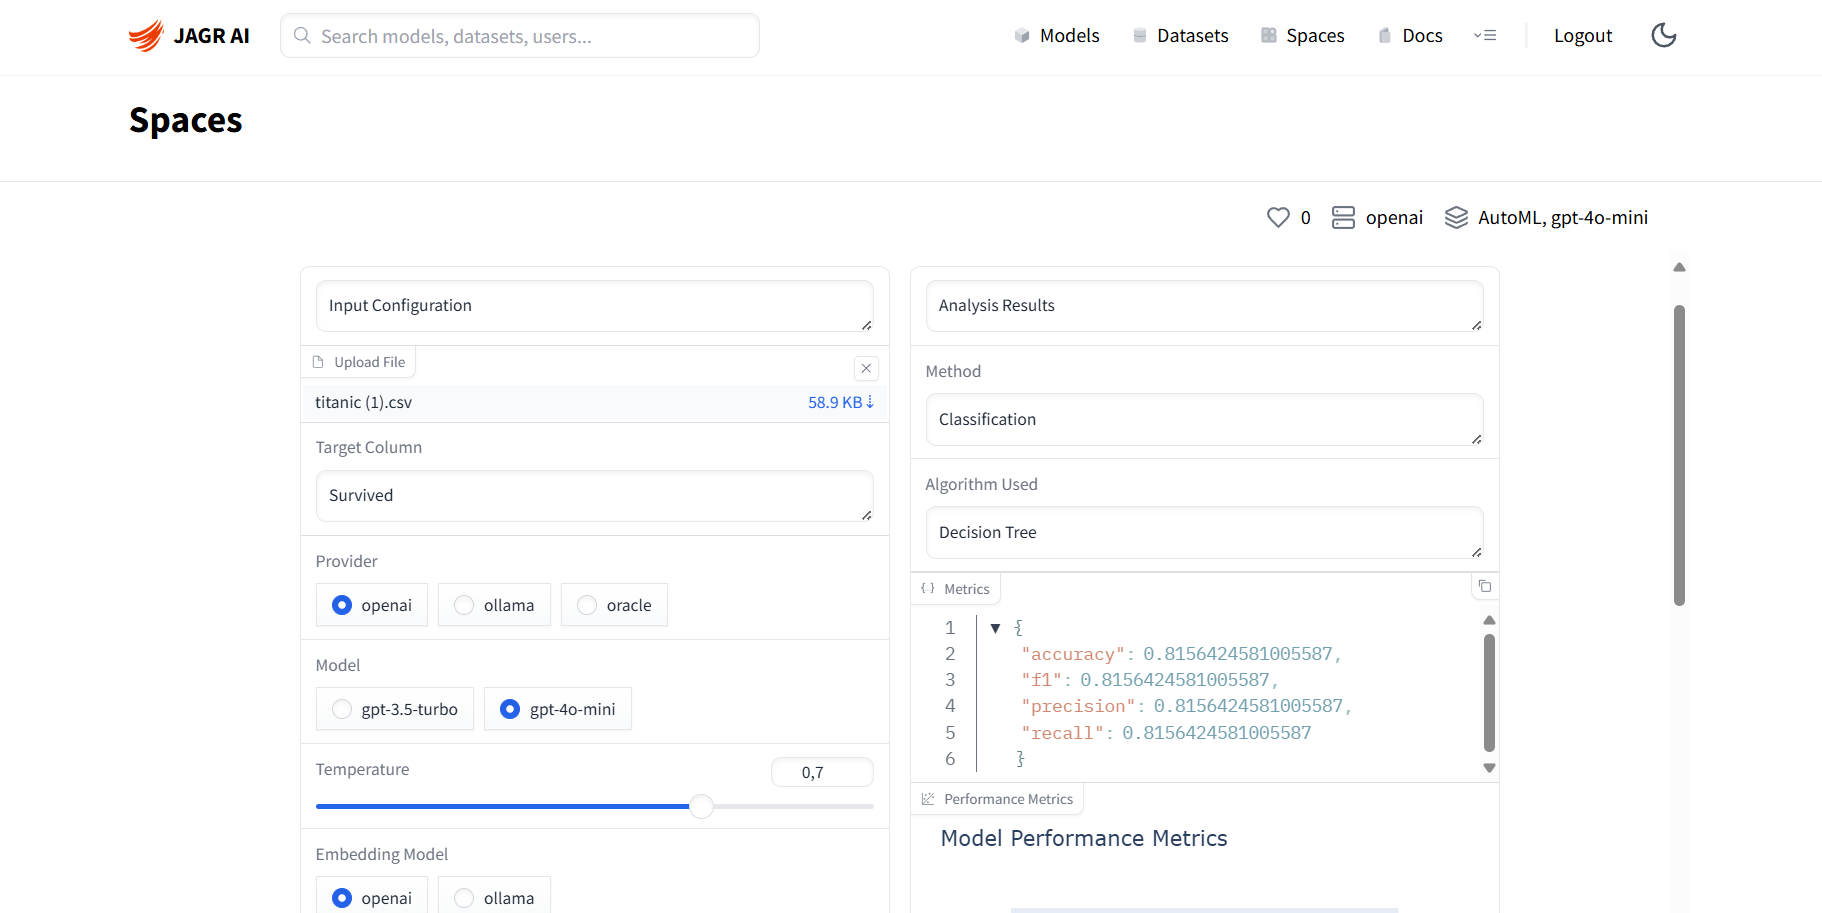 JAGR AI
Search models, datasets, users...
Models
Datasets
Spaces
Docs
Logout
Spaces
0
openai
AutoML, gpt-4o-mini
Input Configuration
Upload File
titanic (1).csv
58.9 KB ⇣
Target Column
Survived
Provider
openai
ollama
oracle
Model
gpt-3.5-turbo
gpt-4o-mini
Temperature
0,7
Embedding Model
openai
ollama
Analysis Results
Method
Classification
Algorithm Used
Decision Tree
Metrics
1 ▼ {
2 "accuracy": 0.8156424581005587,
3 "f1": 0.8156424581005587,
4 "precision": 0.8156424581005587,
5 "recall": 0.8156424581005587
6 }
Performance Metrics
Model Performance Metrics